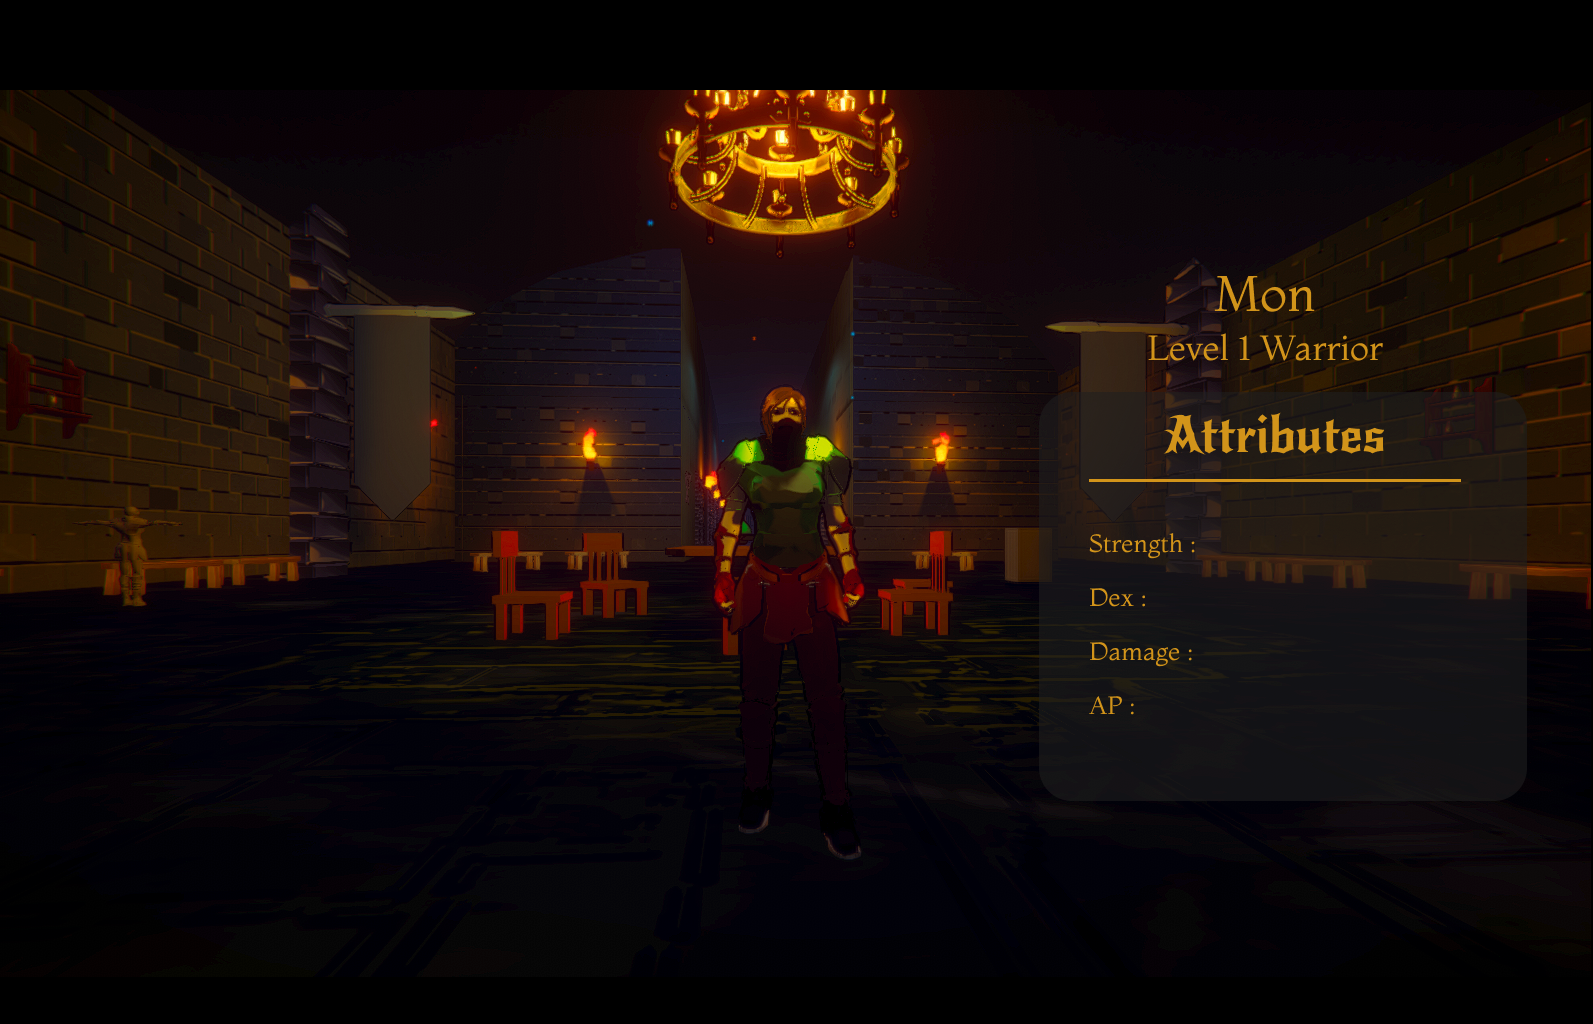 Mon
Level 1 Warrior
Attributes
Strength :
Dex :
Damage :
AP :